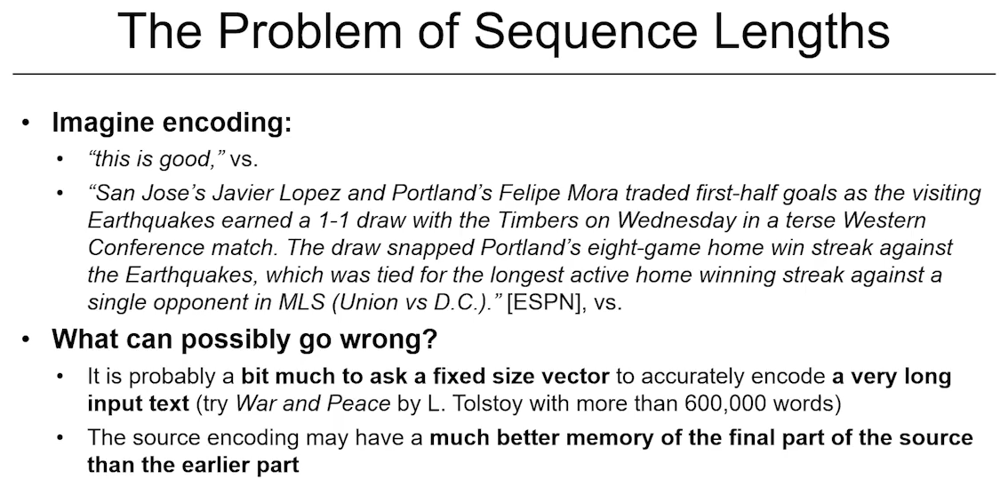 The Problem of Sequence Lengths
• Imagine encoding:
• “this is good,” vs.
• “San Jose’s Javier Lopez and Portland’s Felipe Mora traded first-half goals as the visiting
Earthquakes earned a 1-1 draw with the Timbers on Wednesday in a terse Western
Conference match. The draw snapped Portland’s eight-game home win streak against
the Earthquakes, which was tied for the longest active home winning streak against a
single opponent in MLS (Union vs D.C.).” [ESPN], vs.
• What can possibly go wrong?
• It is probably a bit much to ask a fixed size vector to accurately encode a very long
input text (try War and Peace by L. Tolstoy with more than 600,000 words)
• The source encoding may have a much better memory of the final part of the source
than the earlier part